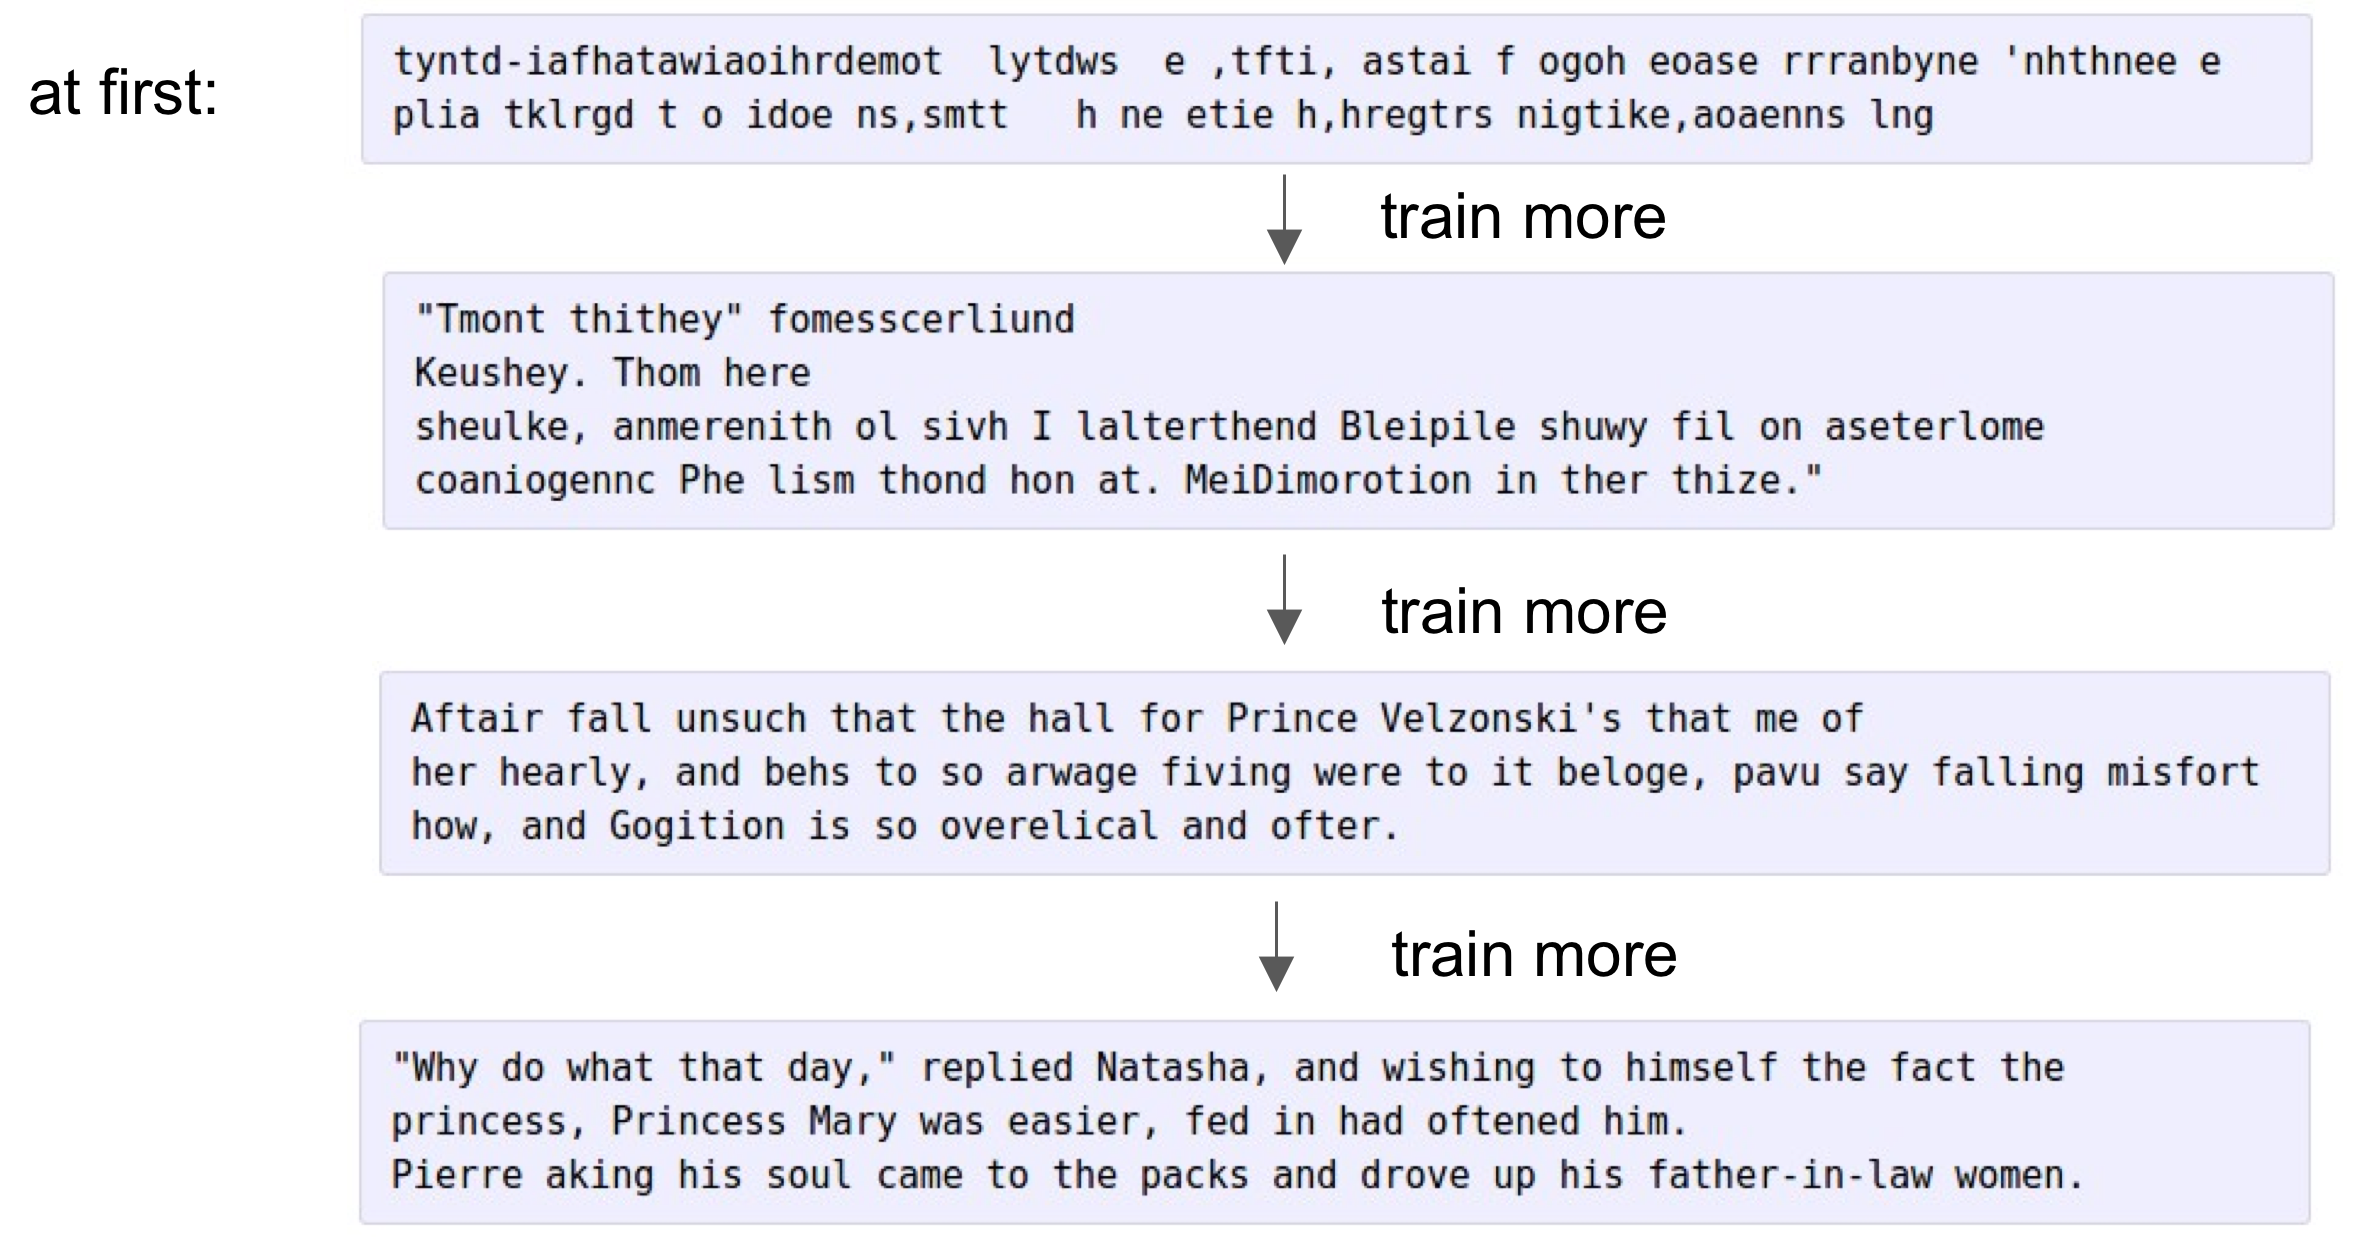 at first:
tyntd-iafhatawiaoihrdemot  lytdws  e ,tfti, astai f ogoh eoase rrranbyne 'nhthnee e
plia tklrgd t o idoe ns,smtt   h ne etie h,hregtrs nigtike,aoaenns lng
train more
"Tmont thithey" fomesscerliund
Keushey. Thom here
sheulke, anmerenith ol sivh I lalterthend Bleipile shuwy fil on aseterlome
coaniogennc Phe lism thond hon at. MeiDimorotion in ther thize."
train more
Aftair fall unsuch that the hall for Prince Velzonski's that me of
her hearly, and behs to so arwage fiving were to it beloge, pavu say falling misfort
how, and Gogition is so overelical and ofter.
train more
"Why do what that day," replied Natasha, and wishing to himself the fact the
princess, Princess Mary was easier, fed in had oftened him.
Pierre aking his soul came to the packs and drove up his father-in-law women.